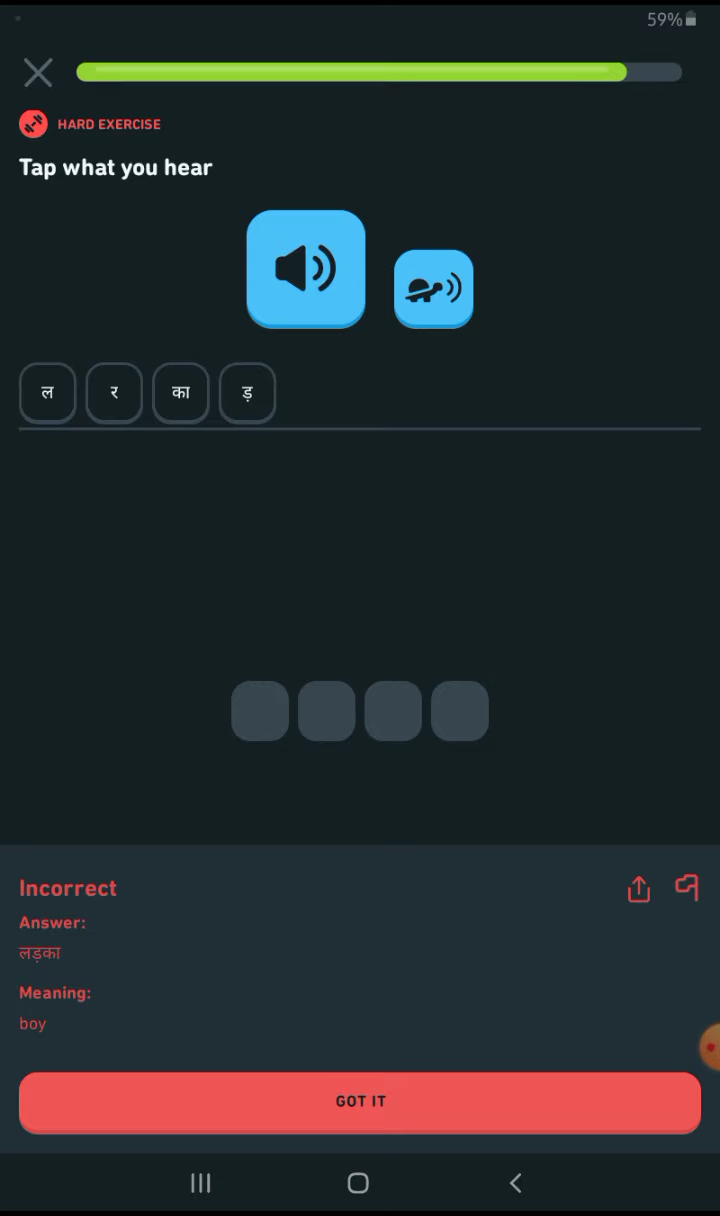 59%
HARD EXERCISE
Tap what you hear
ल र का ड़
Incorrect
Answer:
लड़का
Meaning:
boy
GOT IT